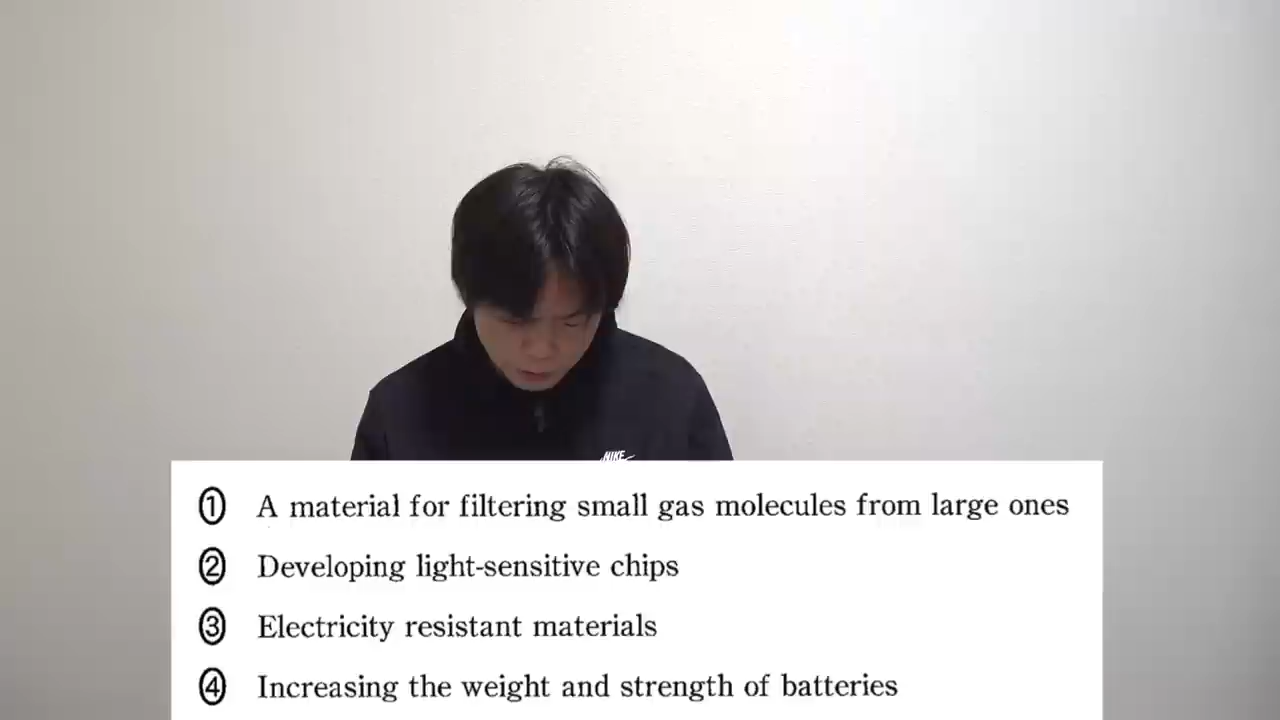 NIKE
① A material for filtering small gas molecules from large ones
② Developing light-sensitive chips
③ Electricity resistant materials
④ Increasing the weight and strength of batteries